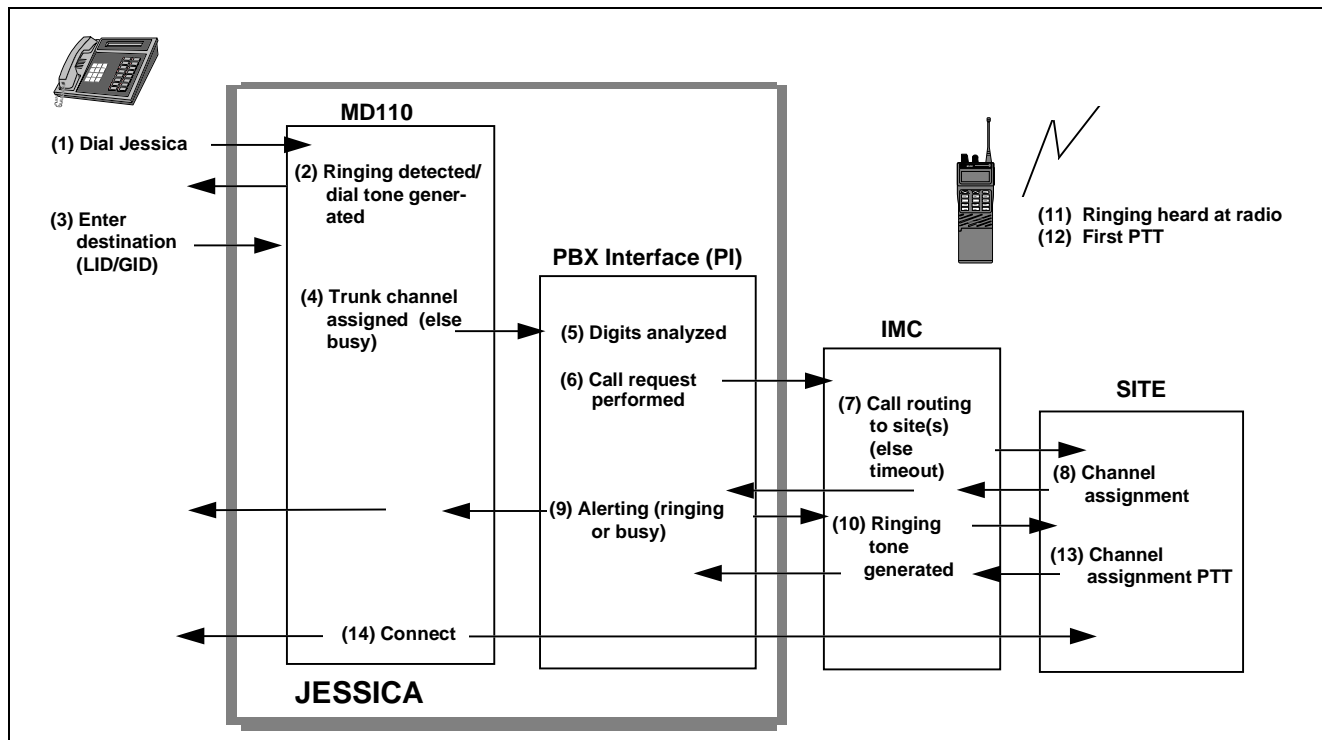 MD110
(1) Dial Jessica
(2) Ringing detected/
dial tone gener-
ated
(3) Enter
destination
(LID/GID)
(11) Ringing heard at radio
(12) First PTT
PBX Interface (PI)
(4) Trunk channel
assigned (else
busy)
(5) Digits analyzed
(6) Call request
performed
IMC
(7) Call routing
to site(s)
(else
timeout)
SITE
(8) Channel
assignment
(9) Alerting (ringing
or busy)
(10) Ringing
tone
generated
(13) Channel
assignment PTT
(14) Connect
JESSICA